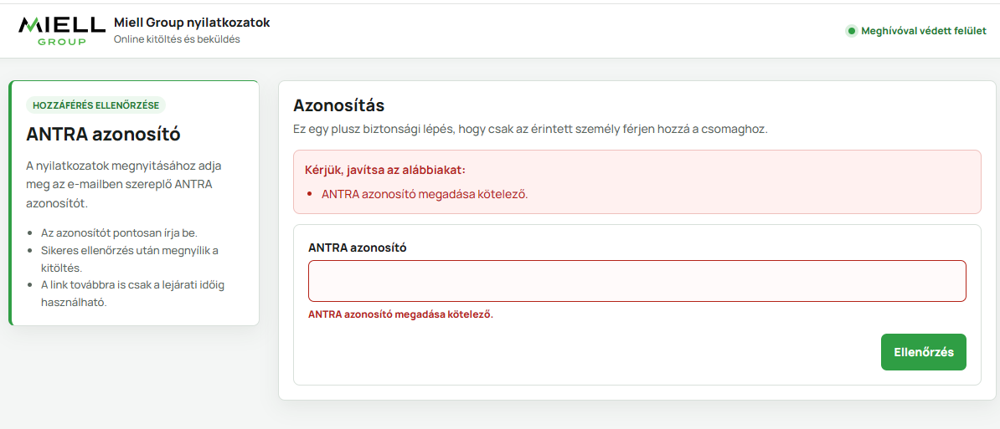 MIELL
GROUP
Miell Group nyilatkozatok
Online kitöltés és beküldés
Meghívóval védett felület
HOZZÁFÉRÉS ELLENŐRZÉSE
ANTRA azonosító
A nyilatkozatok megnyitásához adja
meg az e-mailben szereplő ANTRA
azonosítót.
Az azonosítót pontosan írja be.
Sikeres ellenőrzés után megnyílik a
kitöltés.
A link továbbra is csak a lejárati időig
használható.
Azonosítás
Ez egy plusz biztonsági lépés, hogy csak az érintett személy férjen hozzá a csomaghoz.
Kérjük, javítsa az alábbiakat:
ANTRA azonosító megadása kötelező.
ANTRA azonosító
ANTRA azonosító megadása kötelező.
Ellenőrzés